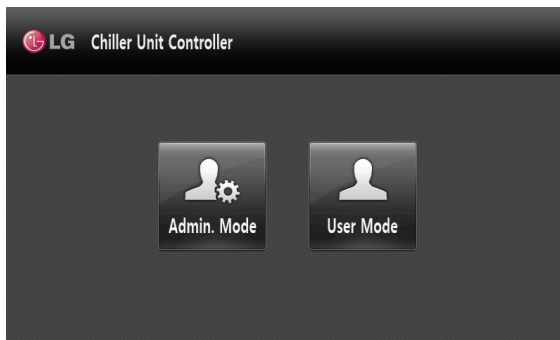 LG Chiller Unit Controller
Admin. Mode
User Mode